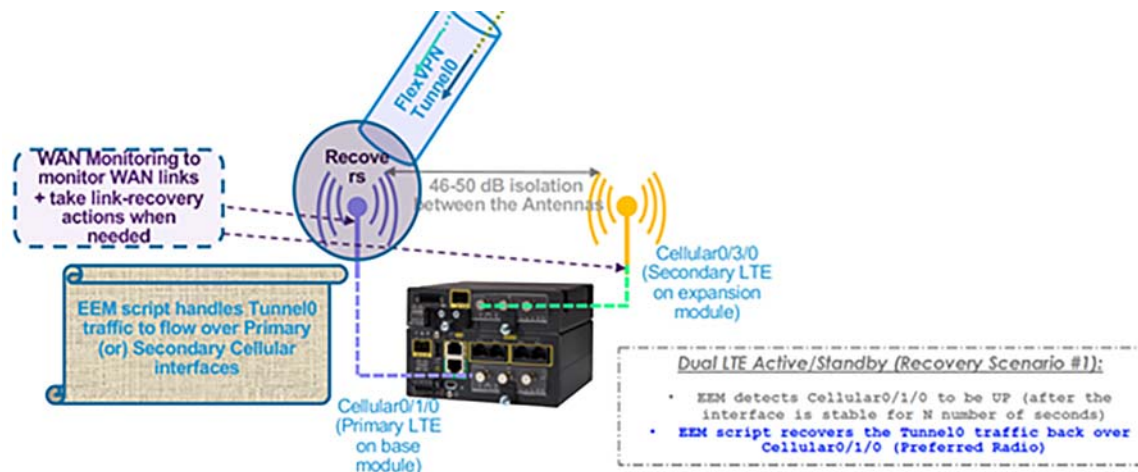 FlexVPN
Tunnel0
Recove
rs
WAN Monitoring to
monitor WAN links
+ take link-recovery
actions when
needed
46-50 dB isolation
between the Antennas
Cellular0/3/0
(Secondary LTE
on expansion
module)
EEM script handles Tunnel0
traffic to flow over Primary
(or) Secondary Cellular
interfaces
Cellular0/1/0
(Primary LTE
on base
module)
Dual LTE Active/Standby (Recovery Scenario #1):
• EEM detects Cellular0/1/0 to be UP (after the
interface is stable for N number of seconds)
• EEM script recovers the Tunnel0 traffic back over
Cellular0/1/0 (Preferred Radio)